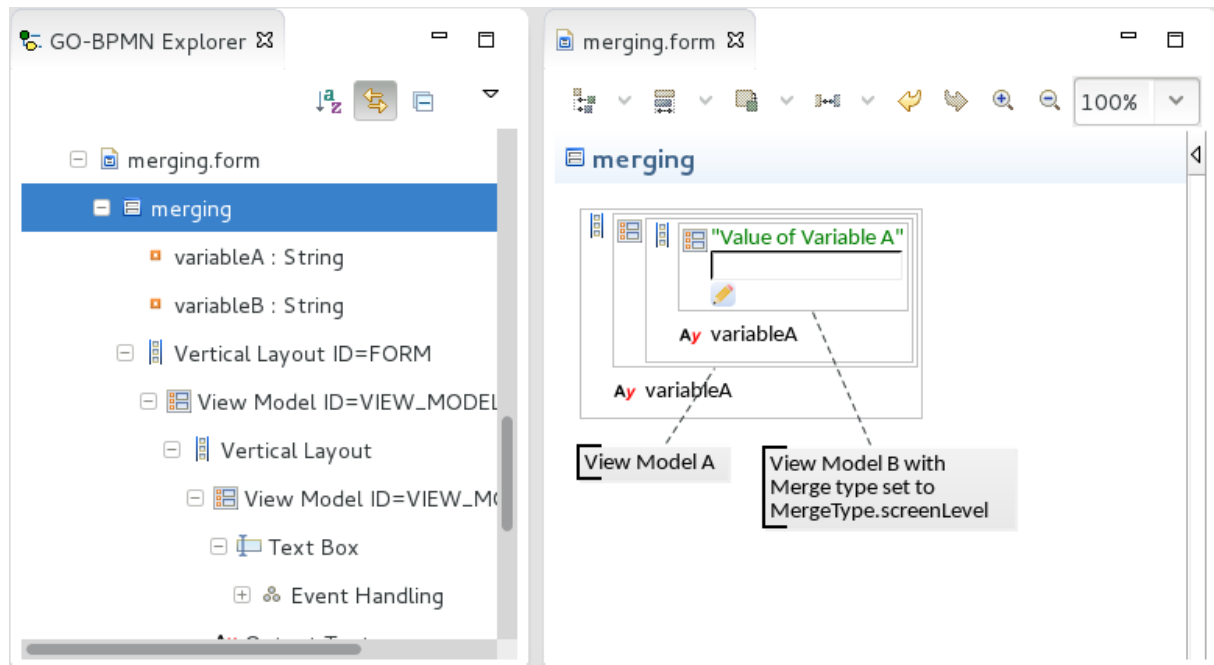 GO-BPMN Explorer
merging.form
merging
variableA : String
variableB : String
Vertical Layout ID=FORM
View Model ID=VIEW_MODEL
Vertical Layout
View Model ID=VIEW_M
Text Box
Event Handling
merging.form
100%
merging
"Value of Variable A"
Ay variableA
Ay variableA
View Model A
View Model B with
Merge type set to
MergeType.screenLevel